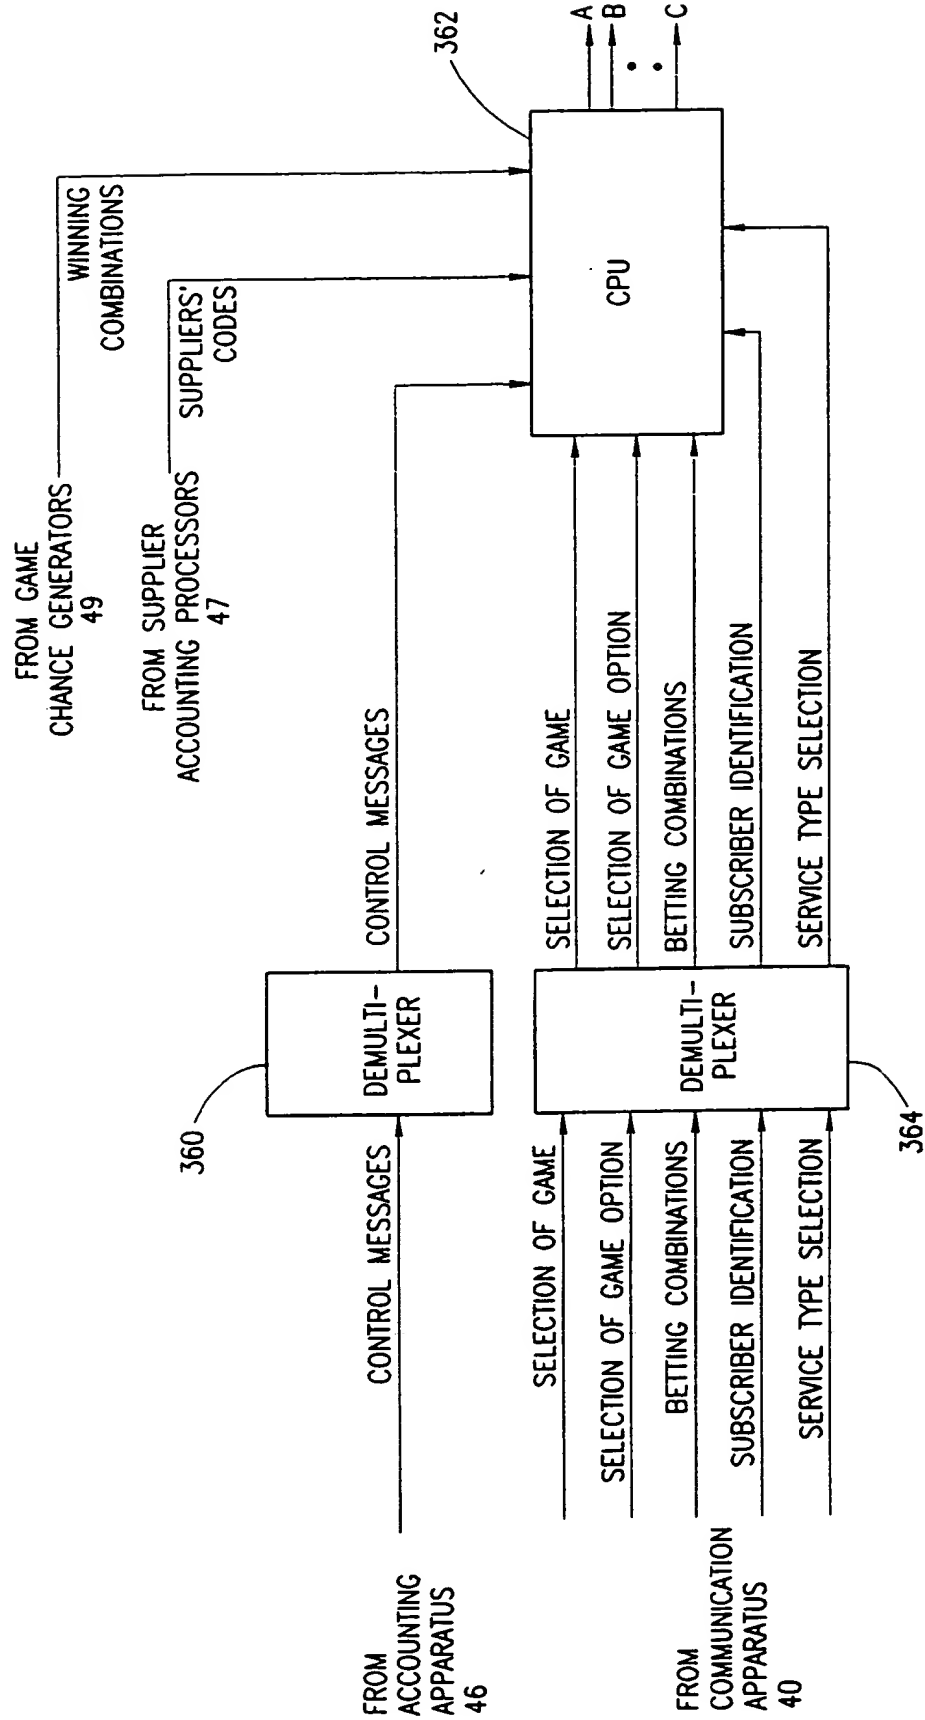 FROM GAME
CHANCE GENERATORS
49
WINNING
COMBINATIONS
FROM SUPPLIER
ACCOUNTING PROCESSORS
47
SUPPLIERS'
CODES
362
360
FROM
ACCOUNTING
APPARATUS
46
CONTROL MESSAGES
DEMULTI-
PLEXER
CONTROL MESSAGES
CPU
A
B
C
FROM
COMMUNICATION
APPARATUS
40
SELECTION OF GAME
SELECTION OF GAME OPTION
BETTING COMBINATIONS
SUBSCRIBER IDENTIFICATION
SERVICE TYPE SELECTION
DEMULTI-
PLEXER
364
SELECTION OF GAME
SELECTION OF GAME OPTION
BETTING COMBINATIONS
SUBSCRIBER IDENTIFICATION
SERVICE TYPE SELECTION